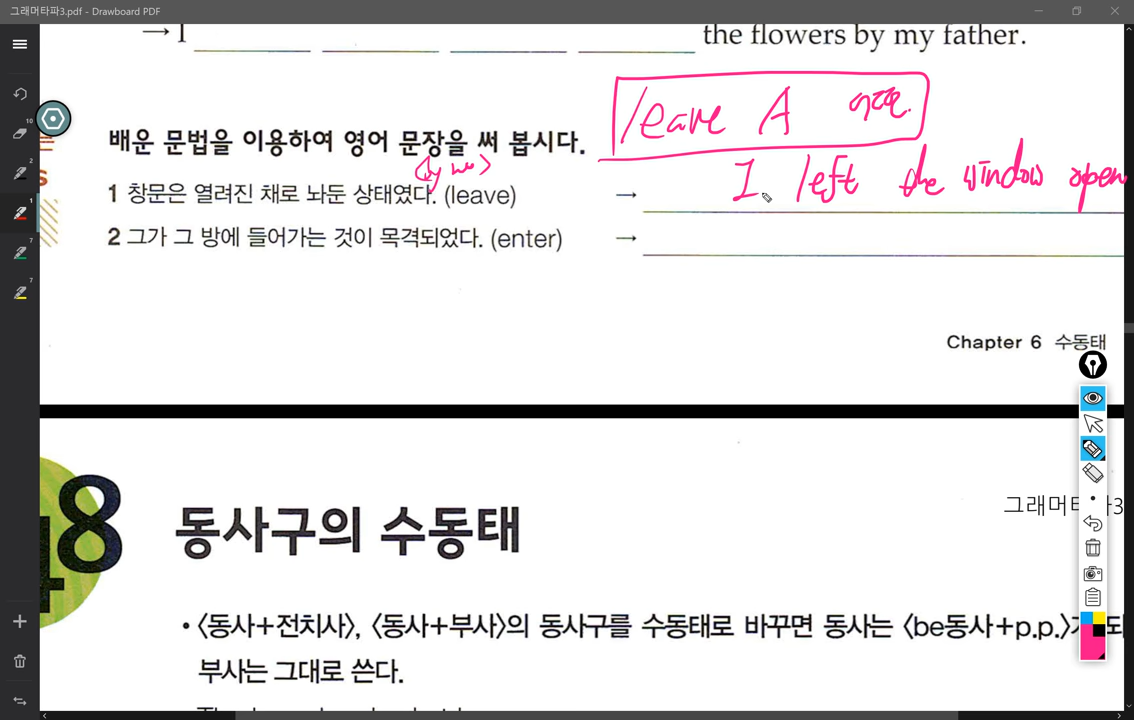 그래머타파3.pdf - Drawboard PDF
→ I the flowers by my father.
leave A
배운 문법을 이용하여 영어 문장을 써 봅시다.
by me
I left the window open
1 창문은 열려진 채로 놔둔 상태였다. (leave) →
2 그가 그 방에 들어가는 것이 목격되었다. (enter) →
Chapter 6 수동태
48 동사구의 수동태
그래머타파3
• 〈동사+전치사〉, 〈동사+부사〉의 동사구를 수동태로 바꾸면 동사는 〈be동사+p.p.〉가 되
부사는 그대로 쓴다.